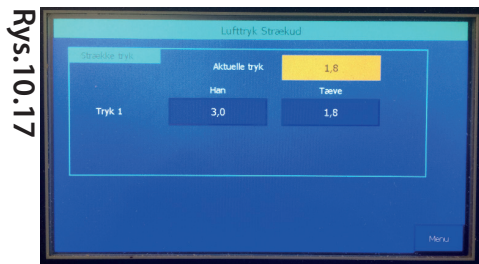 Rys.10.17
Lufttryk Strækud
Strække tryk
Aktuelle tryk 1,8
Han Tæve
Tryk 1 3,0 1,8
Menu